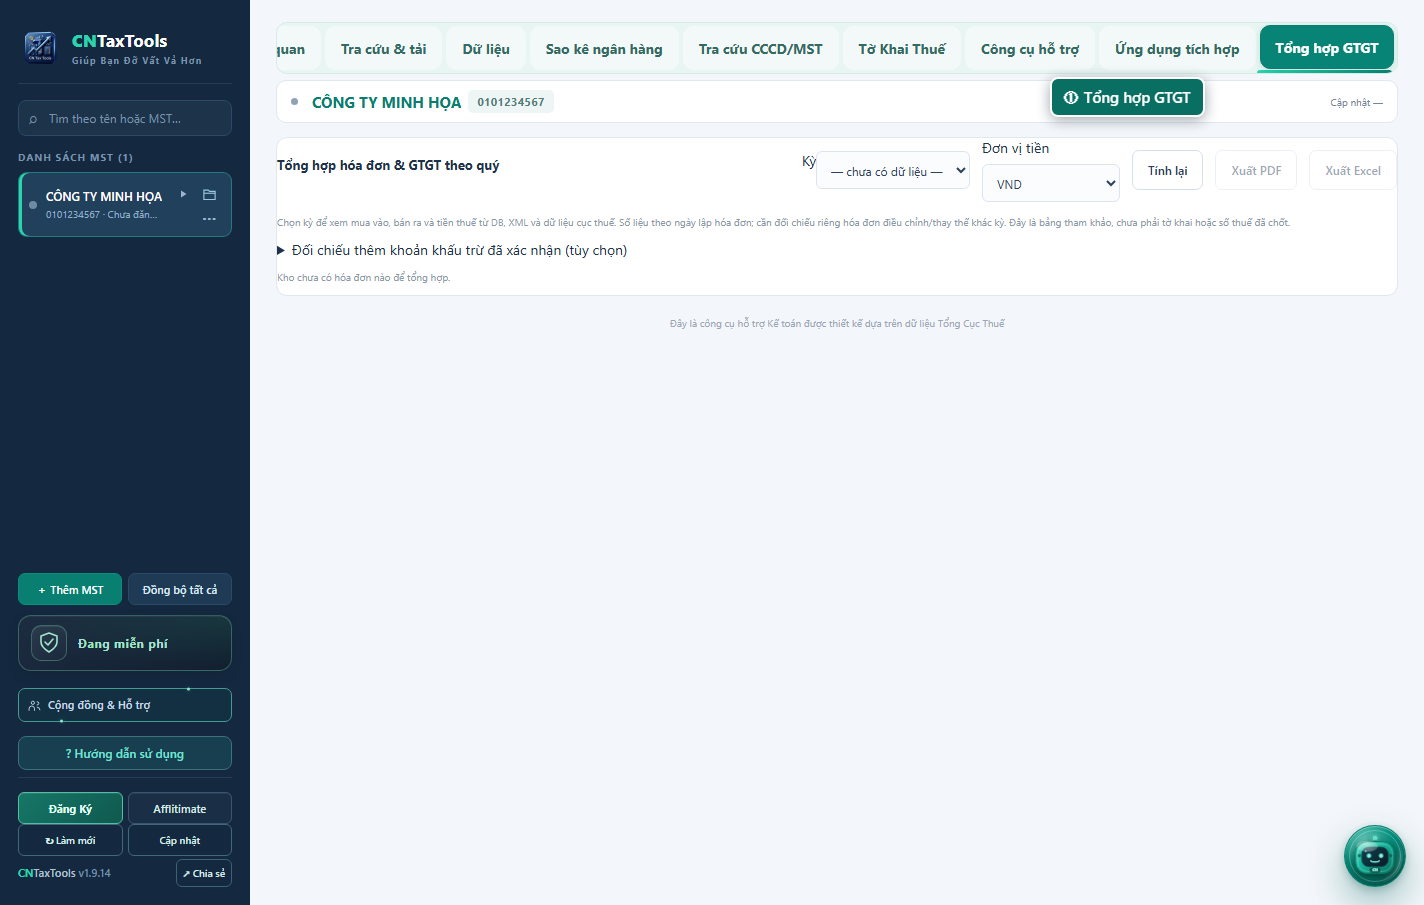 CNTaxTools
Giúp Bạn Đỡ Vất Vả Hơn
Tìm theo tên hoặc MST...
DANH SÁCH MST (1)
CÔNG TY MINH HỌA
0101234567 · Chưa đăn...
+ Thêm MST
Đồng bộ tất cả
Đang miễn phí
Cộng đồng & Hỗ trợ
? Hướng dẫn sử dụng
Đăng Ký
Afflitimate
↻ Làm mới
Cập nhật
CNTaxTools v1.9.14
↗ Chia sẻ
quan
Tra cứu & tải
Dữ liệu
Sao kê ngân hàng
Tra cứu CCCD/MST
Tờ Khai Thuế
Công cụ hỗ trợ
Ứng dụng tích hợp
Tổng hợp GTGT
CÔNG TY MINH HỌA
0101234567
① Tổng hợp GTGT
Cập nhật —
Tổng hợp hóa đơn & GTGT theo quý
Kỳ
— chưa có dữ liệu —
Đơn vị tiền
VND
Tính lại
Xuất PDF
Xuất Excel
Chọn kỳ để xem mua vào, bán ra và tiền thuế từ DB, XML và dữ liệu cục thuế. Số liệu theo ngày lập hóa đơn; cần đối chiếu riêng hóa đơn điều chỉnh/thay thế khác kỳ. Đây là bảng tham khảo, chưa phải tờ khai hoặc số thuế đã chốt.
▶ Đối chiếu thêm khoản khấu trừ đã xác nhận (tùy chọn)
Kho chưa có hóa đơn nào để tổng hợp.
Đây là công cụ hỗ trợ Kế toán được thiết kế dựa trên dữ liệu Tổng Cục Thuế